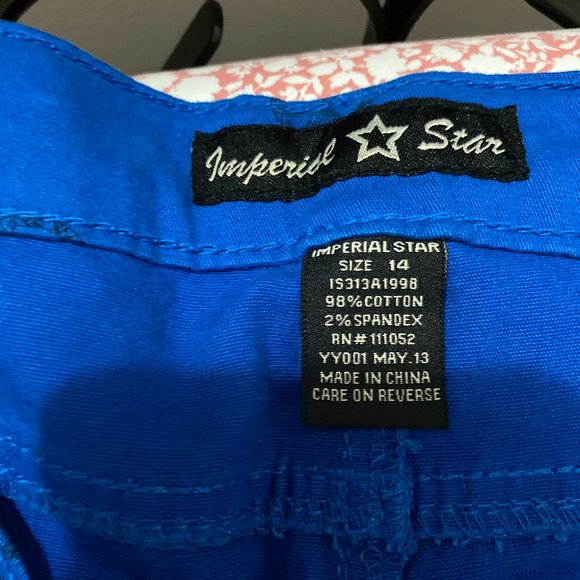 Imperial Star
IMPERIAL STAR
SIZE 14
IS313A1998
98% COTTON
2% SPANDEX
RN# 111052
YY001 MAY.13
MADE IN CHINA
CARE ON REVERSE